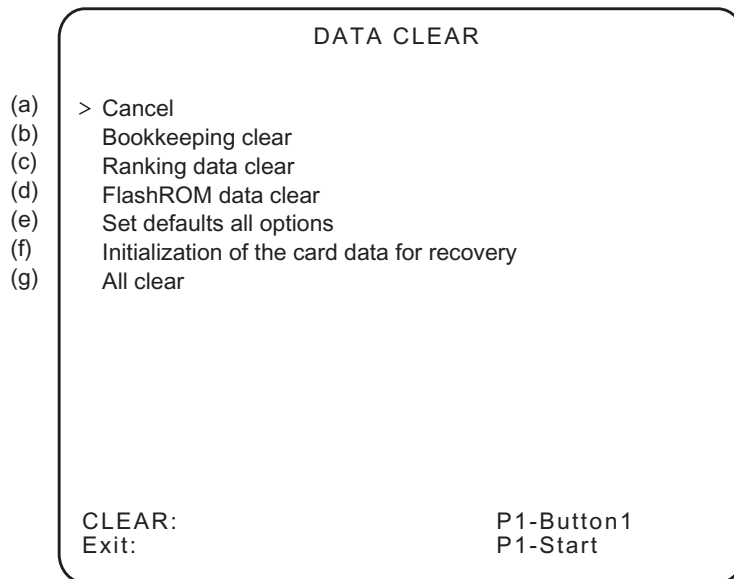 DATA CLEAR
(a) > Cancel
(b) Bookkeeping clear
(c) Ranking data clear
(d) FlashROM data clear
(e) Set defaults all options
(f) Initialization of the card data for recovery
(g) All clear
CLEAR: P1-Button1
Exit: P1-Start